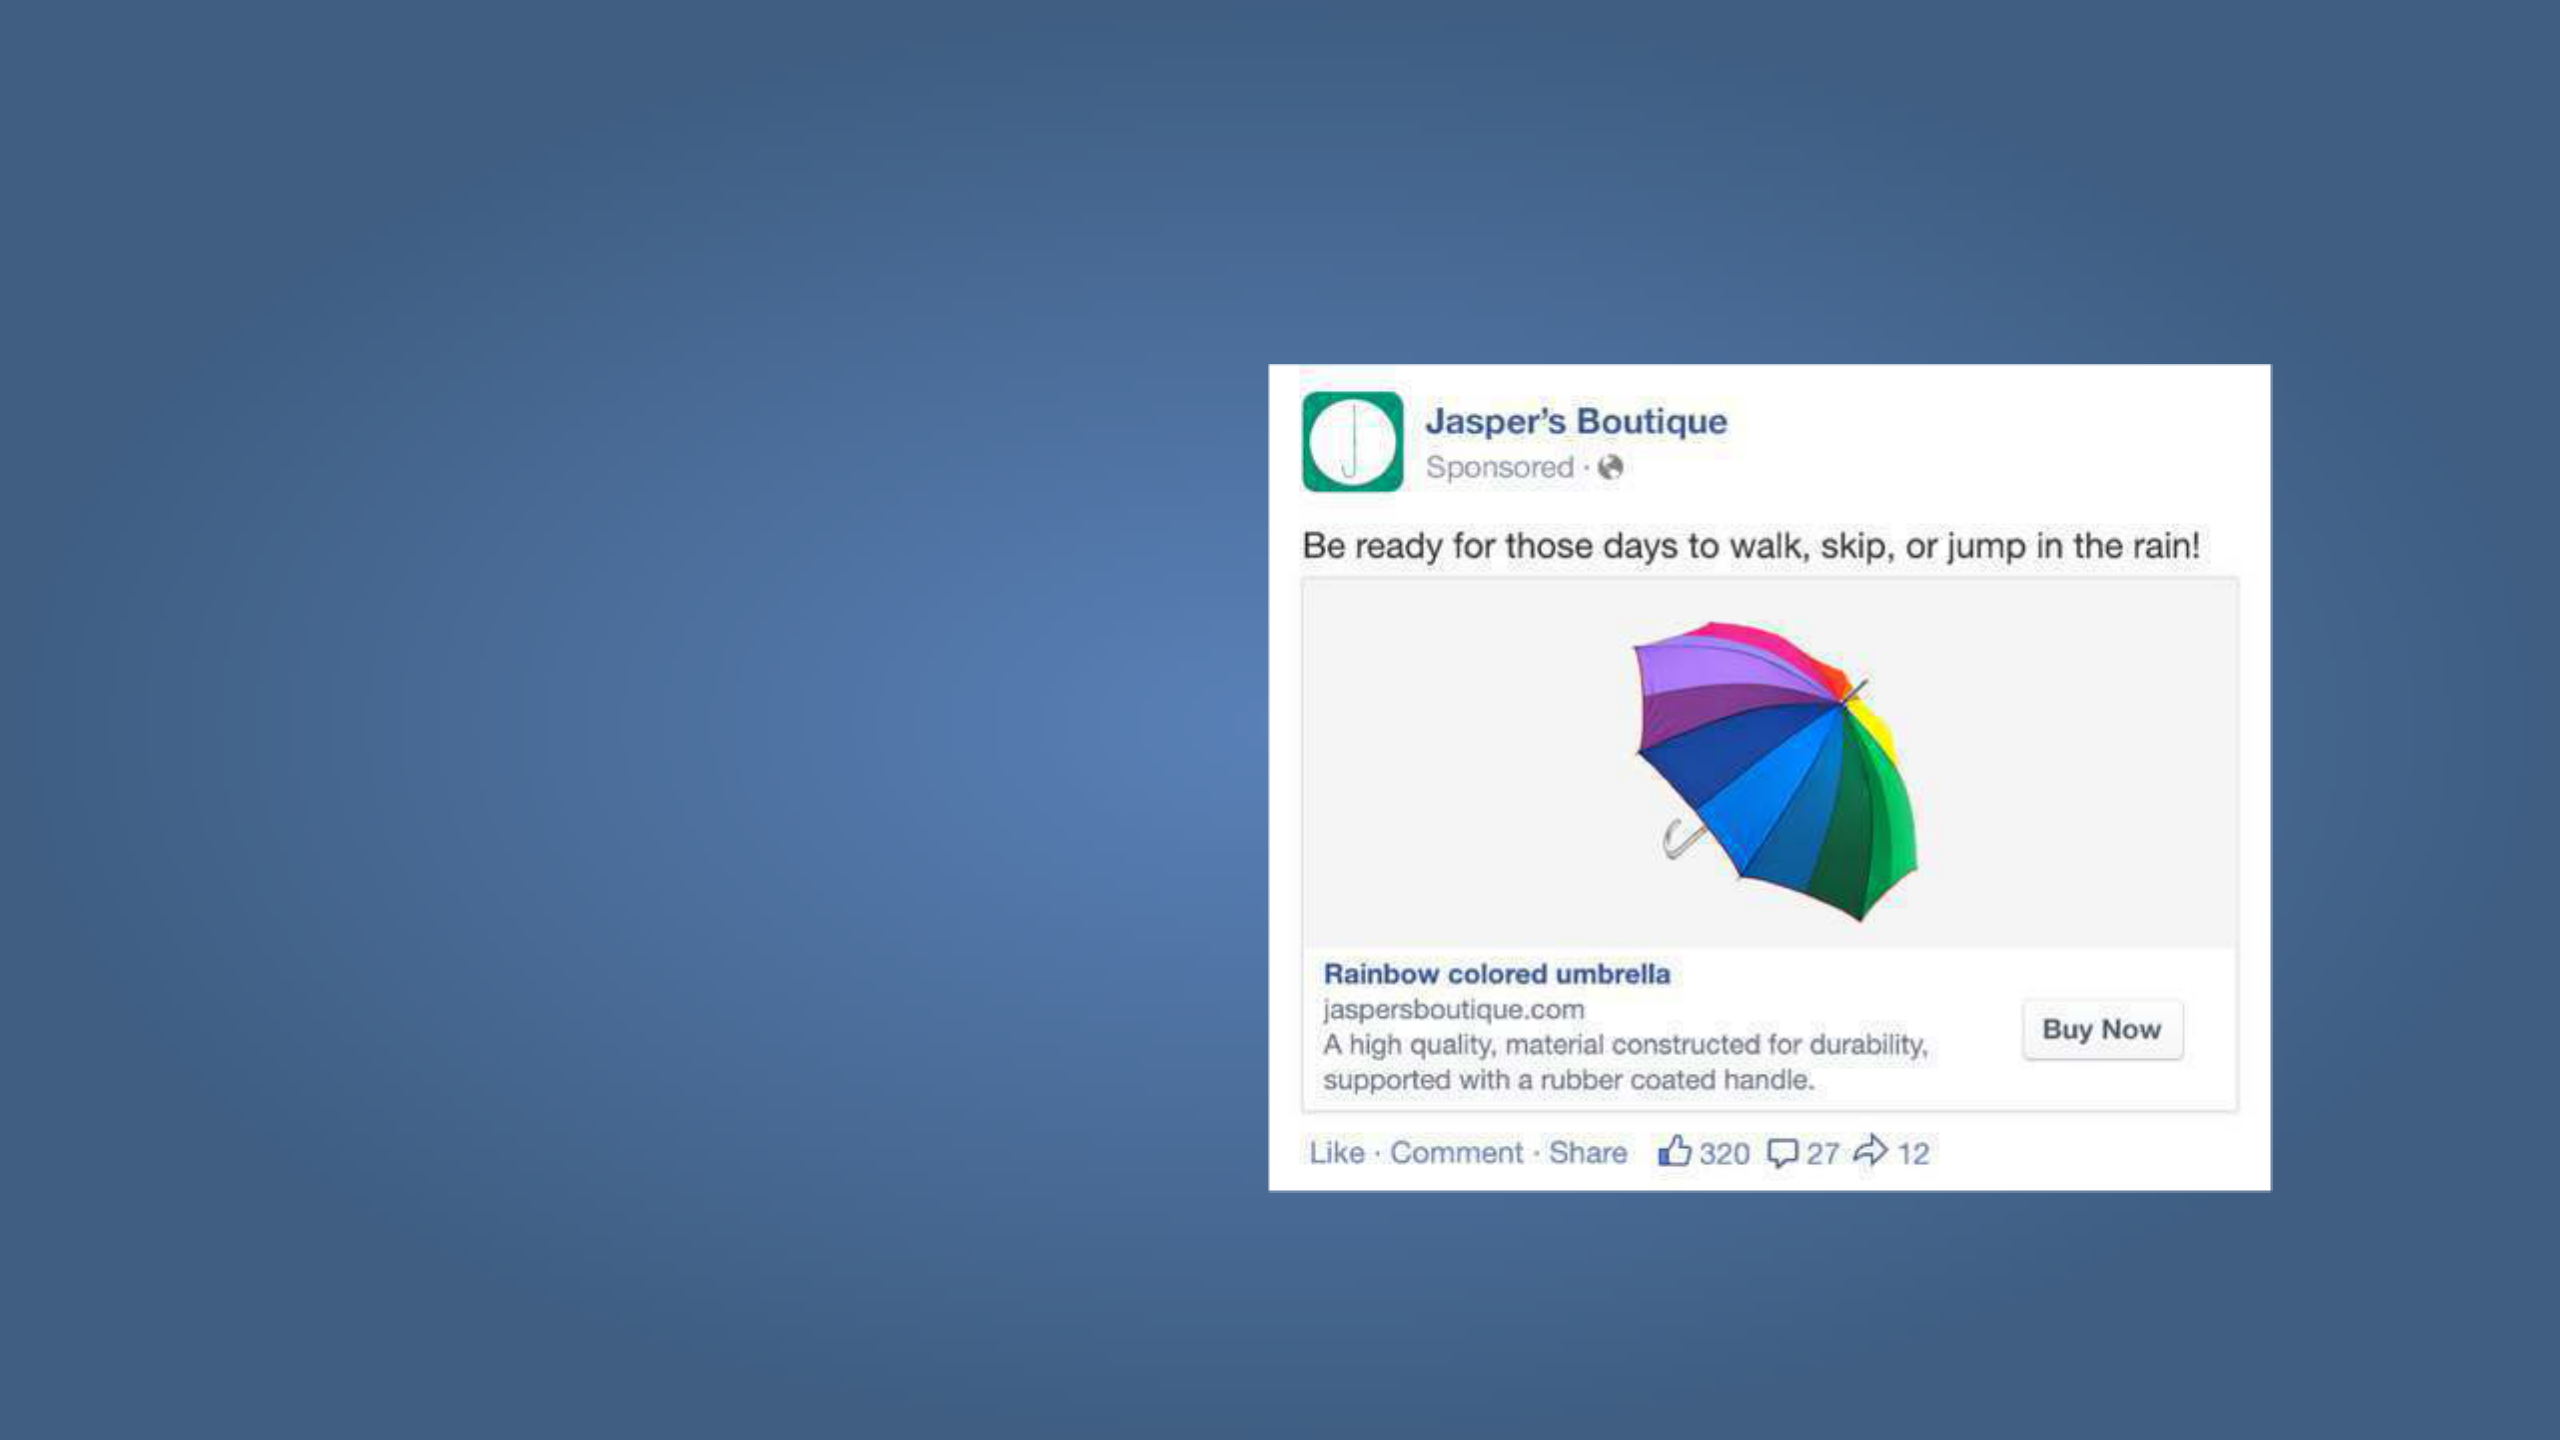 Jasper’s Boutique
Sponsored ·
Be ready for those days to walk, skip, or jump in the rain!
Rainbow colored umbrella
jaspersboutique.com
A high quality, material constructed for durability,
supported with a rubber coated handle.
Buy Now
Like · Comment · Share 320 27 12